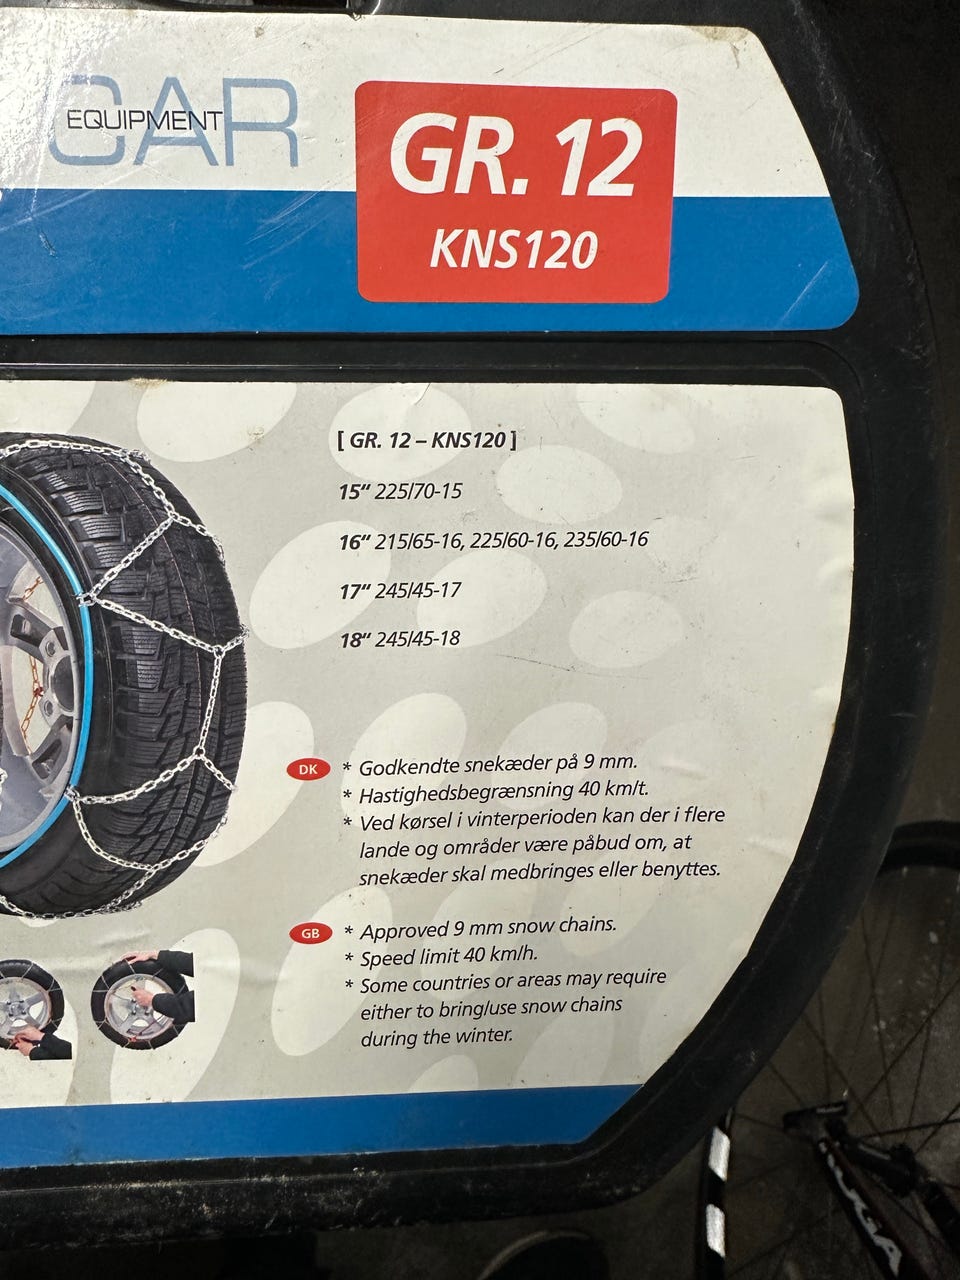 EQUIPMENT
CAR
GR. 12
KNS120
[ GR. 12 – KNS120 ]
15“ 225/70-15
16“ 215/65-16, 225/60-16, 235/60-16
17“ 245/45-17
18“ 245/45-18
DK * Godkendte snekæder på 9 mm.
* Hastighedsbegrænsning 40 km/t.
* Ved kørsel i vinterperioden kan der i flere
lande og områder være påbud om, at
snekæder skal medbringes eller benyttes.
GB * Approved 9 mm snow chains.
* Speed limit 40 km/h.
* Some countries or areas may require
either to bring/use snow chains
during the winter.